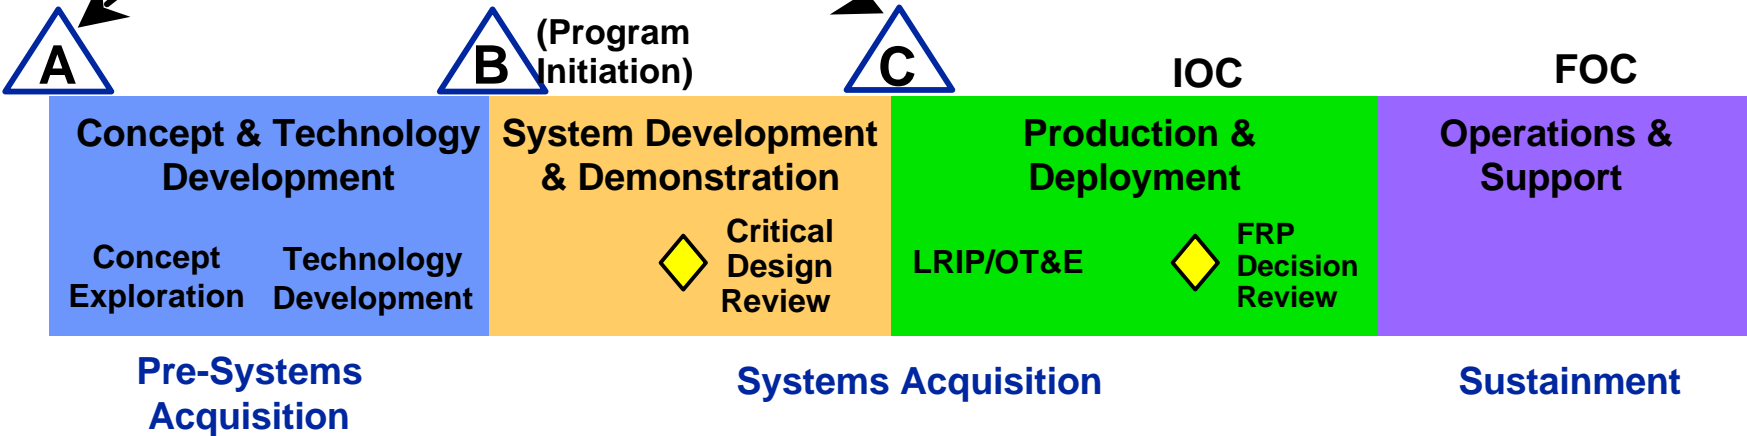 A
B
(Program
Initiation)
C
IOC
FOC
Concept & Technology
Development
System Development
& Demonstration
Production &
Deployment
Operations &
Support
Concept
Exploration
Technology
Development
Critical
Design
Review
LRIP/OT&E
FRP
Decision
Review
Pre-Systems
Acquisition
Systems Acquisition
Sustainment